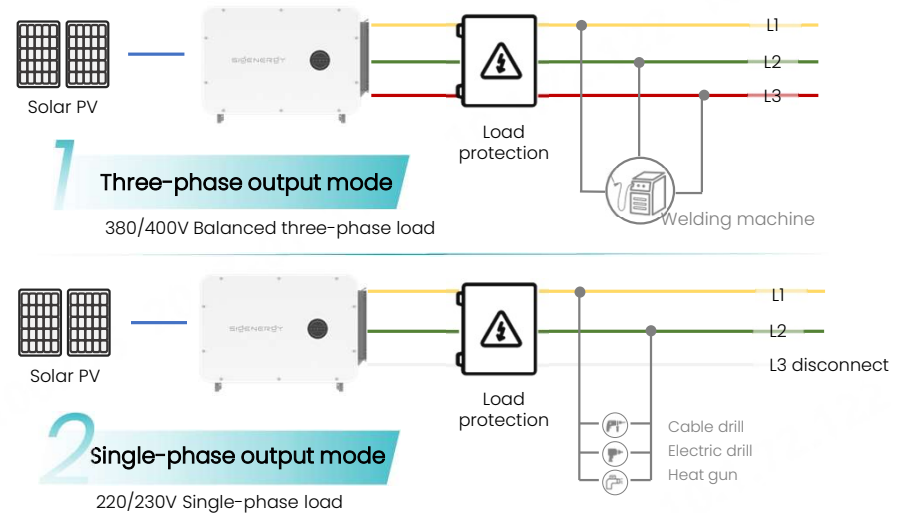 SIGENERGY
L1
L2
L3
Solar PV
Load
protection
1
Three-phase output mode
Welding machine
380/400V Balanced three-phase load
SIGENERGY
L1
L2
L3 disconnect
Solar PV
Load
protection
2
Single-phase output mode
Cable drill
Electric drill
Heat gun
220/230V Single-phase load